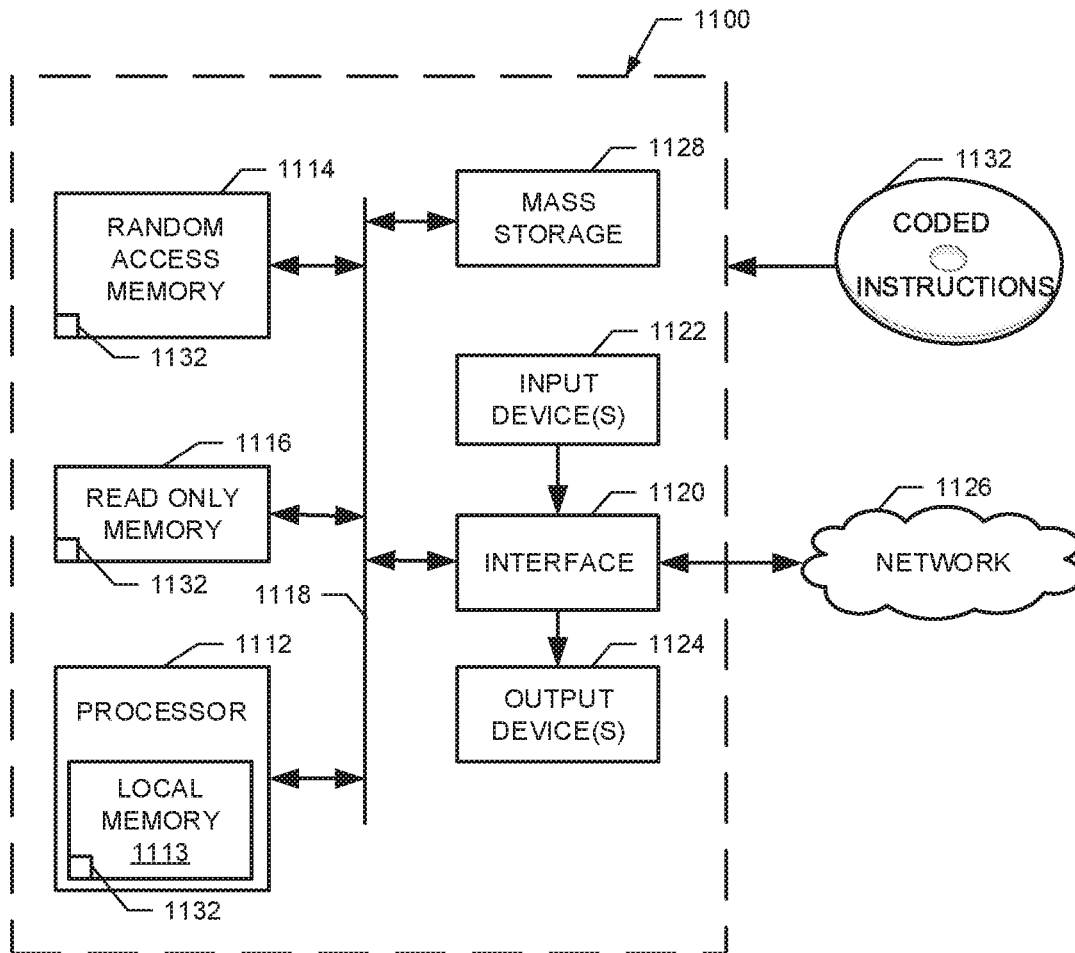 1100
1114
RANDOM
ACCESS
MEMORY
1132
1128
MASS
STORAGE
1132
CODED
INSTRUCTIONS
1122
INPUT
DEVICE(S)
1116
READ ONLY
MEMORY
1132
1120
INTERFACE
1126
NETWORK
1118
1112
PROCESSOR
LOCAL
MEMORY
1113
1132
1124
OUTPUT
DEVICE(S)